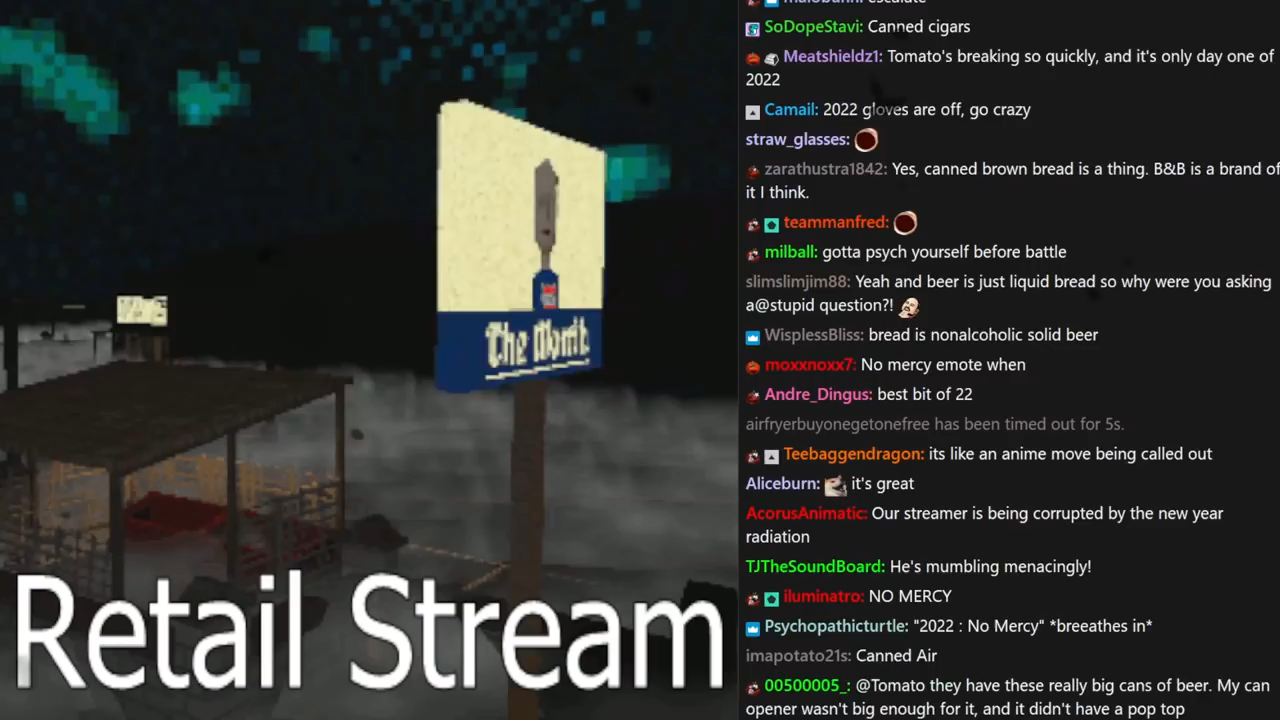 SoDopeStavi: Canned cigars
Meatshieldz1: Tomato's breaking so quickly, and it's only day one of
2022
Camail: 2022 gloves are off, go crazy
straw_glasses:
zarathustra1842: Yes, canned brown bread is a thing. B&B is a brand of
it I think.
teammanfred:
milball: gotta psych yourself before battle
slimslimjim88: Yeah and beer is just liquid bread so why were you asking
a@stupid question?!
WisplessBliss: bread is nonalcoholic solid beer
moxxnoxx7: No mercy emote when
Andre_Dingus: best bit of 22
airfryerbuyonegetonefree has been timed out for 5s.
Teebaggendragon: its like an anime move being called out
Aliceburn: it's great
AcorusAnimatic: Our streamer is being corrupted by the new year
radiation
TJTheSoundBoard: He's mumbling menacingly!
iluminatro: NO MERCY
Psychopathicturtle: "2022 : No Mercy" *breeathes in*
imapotato21s: Canned Air
00500005_: @Tomato they have these really big cans of beer. My can
opener wasn't big enough for it, and it didn't have a pop top
The Mom't
Retail Stream